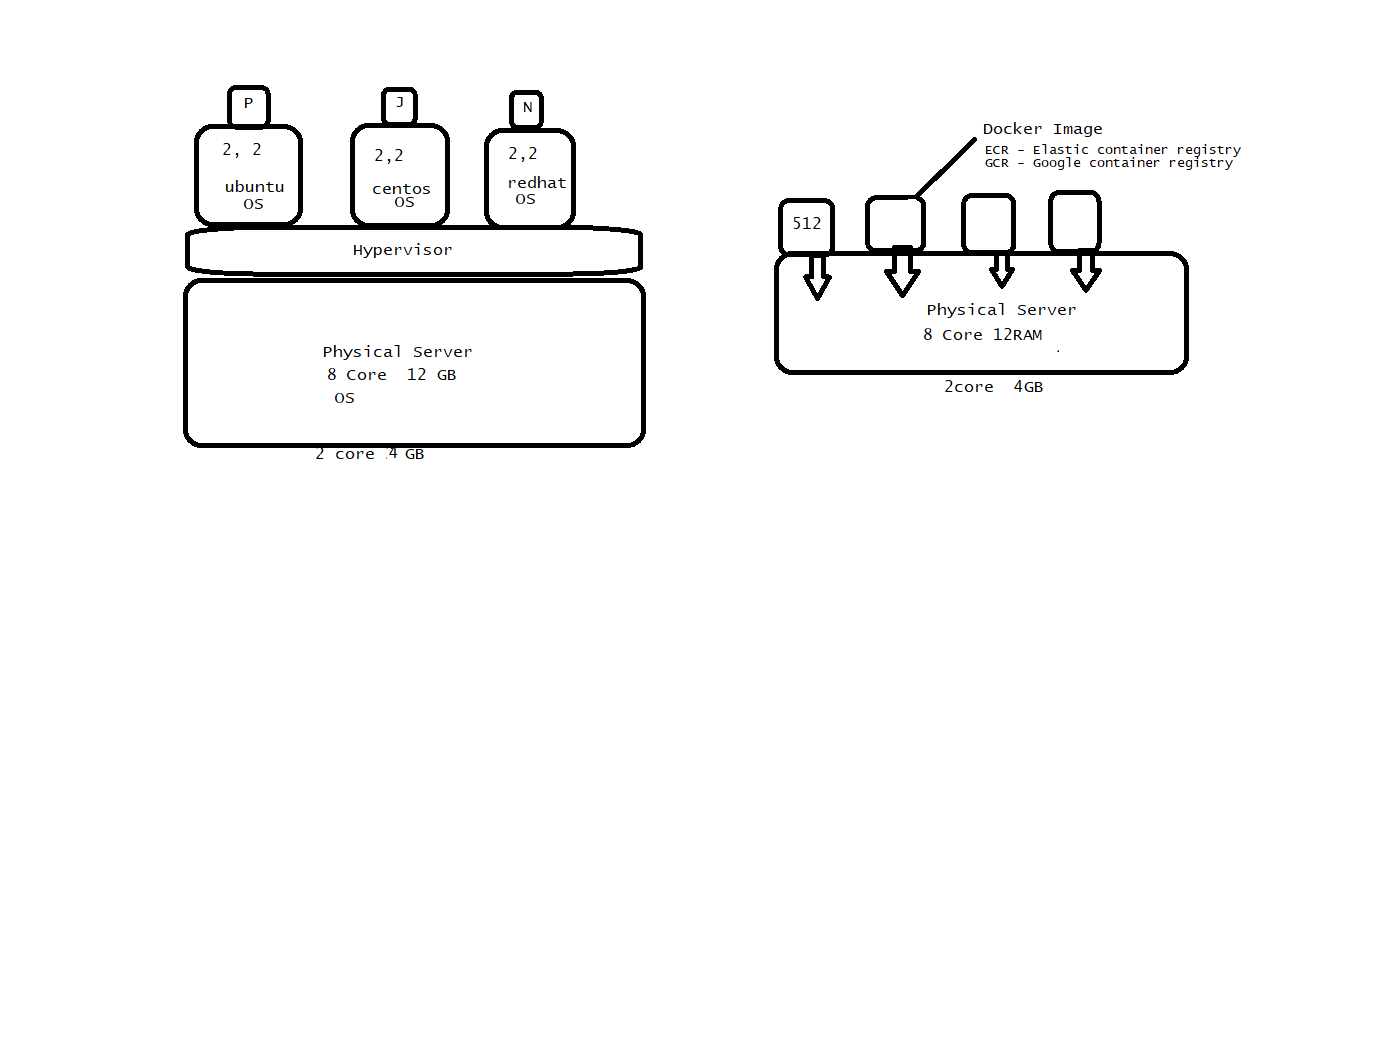 P
J
N
2, 2
ubuntu
OS
2,2
centos
OS
2,2
redhat
OS
Hypervisor
Physical Server
8 Core 12 GB
OS
2 core 4 GB
Docker Image
ECR - Elastic container registry
GCR - Google container registry
512
Physical Server
8 Core 12RAM
2core 4GB